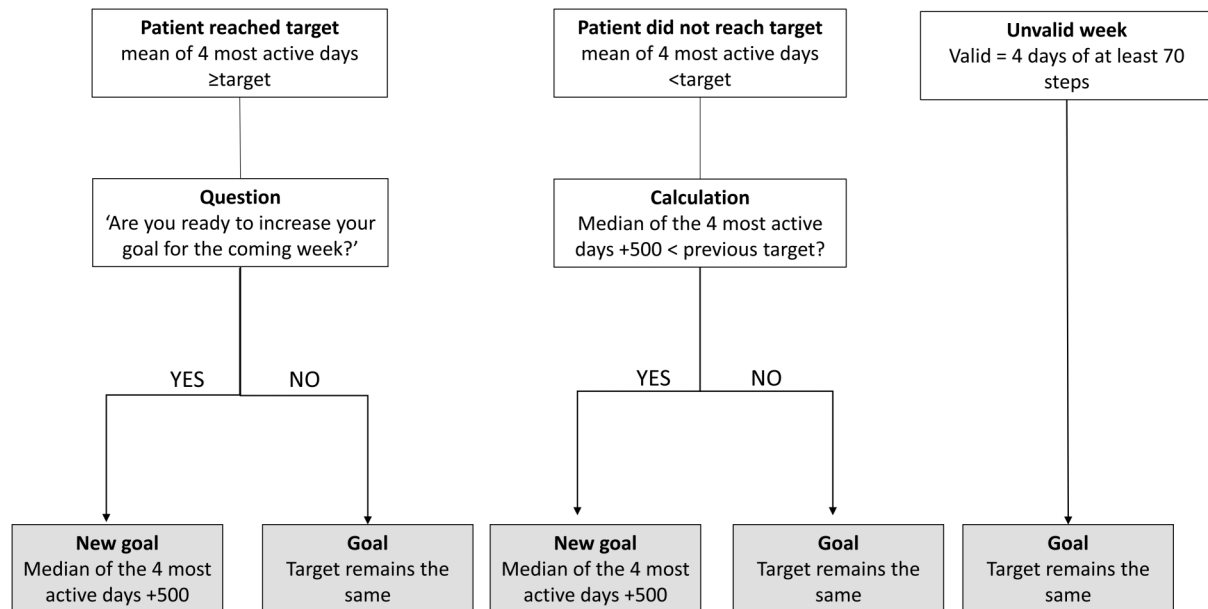 Patient reached target
mean of 4 most active days
≥target
Patient did not reach target
mean of 4 most active days
<target
Unvalid week
Valid = 4 days of at least 70
steps
Question
‘Are you ready to increase your
goal for the coming week?’
Calculation
Median of the 4 most active
days +500 < previous target?
YES
NO
YES
NO
New goal
Median of the 4 most
active days +500
Goal
Target remains the
same
New goal
Median of the 4 most
active days +500
Goal
Target remains the
same
Goal
Target remains the
same